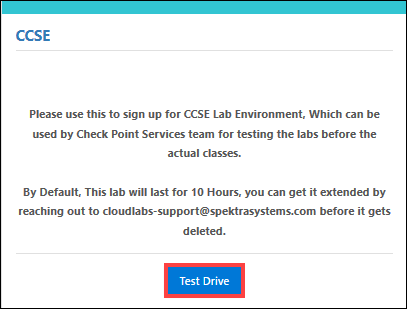 CCSE
Please use this to sign up for CCSE Lab Environment, Which can be
used by Check Point Services team for testing the labs before the
actual classes.
By Default, This lab will last for 10 Hours, you can get it extended by
reaching out to cloudlabs-support@spektrasystems.com before it gets
deleted.
Test Drive